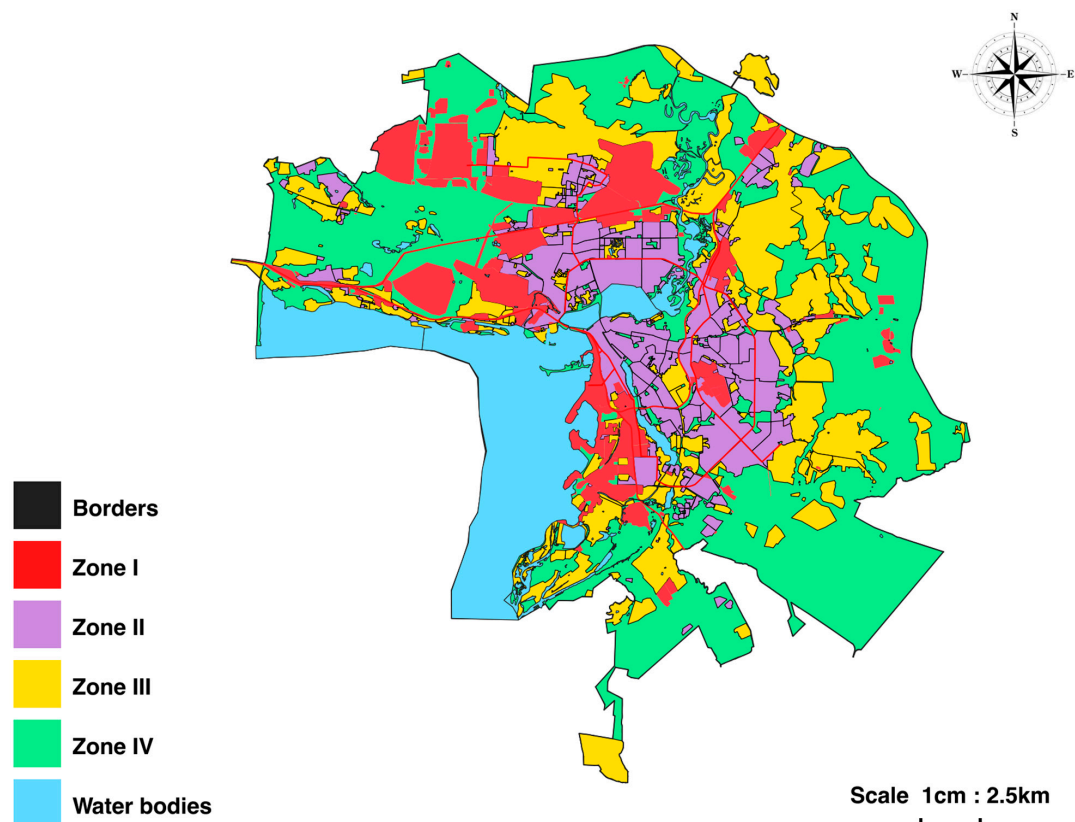 N
W
E
S
Borders
Zone I
Zone II
Zone III
Zone IV
Water bodies
Scale 1cm : 2.5km